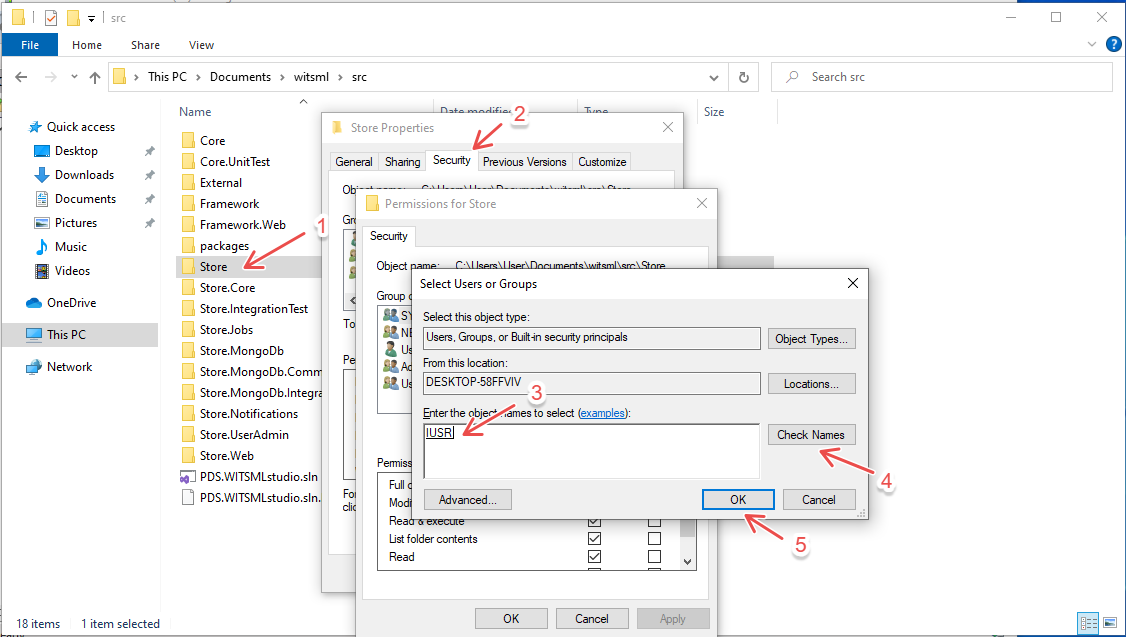 src
File Home Share View
This PC Documents witsml src
Search src
Name Date modified Type Size
Quick access
Desktop
Downloads
Documents
Pictures
Music
Videos
OneDrive
This PC
Network
Core
Core.UnitTest
External
Framework
Framework.Web
packages
Store
Store.Core
Store.IntegrationTest
Store.Jobs
Store.MongoDb
Store.MongoDb.Comm
Store.MongoDb.Integra
Store.Notifications
Store.UserAdmin
Store.Web
PDS.WITSMLstudio.sln
PDS.WITSMLstudio.sln.
1
Store Properties
2
General Sharing Security Previous Versions Customize
Object name: C:\Users\User\Documents\witsml\src\Store
Gr
To
Pe
For
clic
Permissions for Store
Security
Object name: C:\Users\User\Documents\witsml\src\Store
Group o
SY
NE
Us
Ad
Us
Permiss
Full c
Modi
Read & execute
List folder contents
Read
OK Cancel Apply
Select Users or Groups
Select this object type:
Users, Groups, or Built-in security principals
Object Types...
From this location:
DESKTOP-58FFVIV
Locations...
3
Enter the object names to select (examples):
IUSR
Check Names
4
Advanced...
OK Cancel
5
18 items 1 item selected